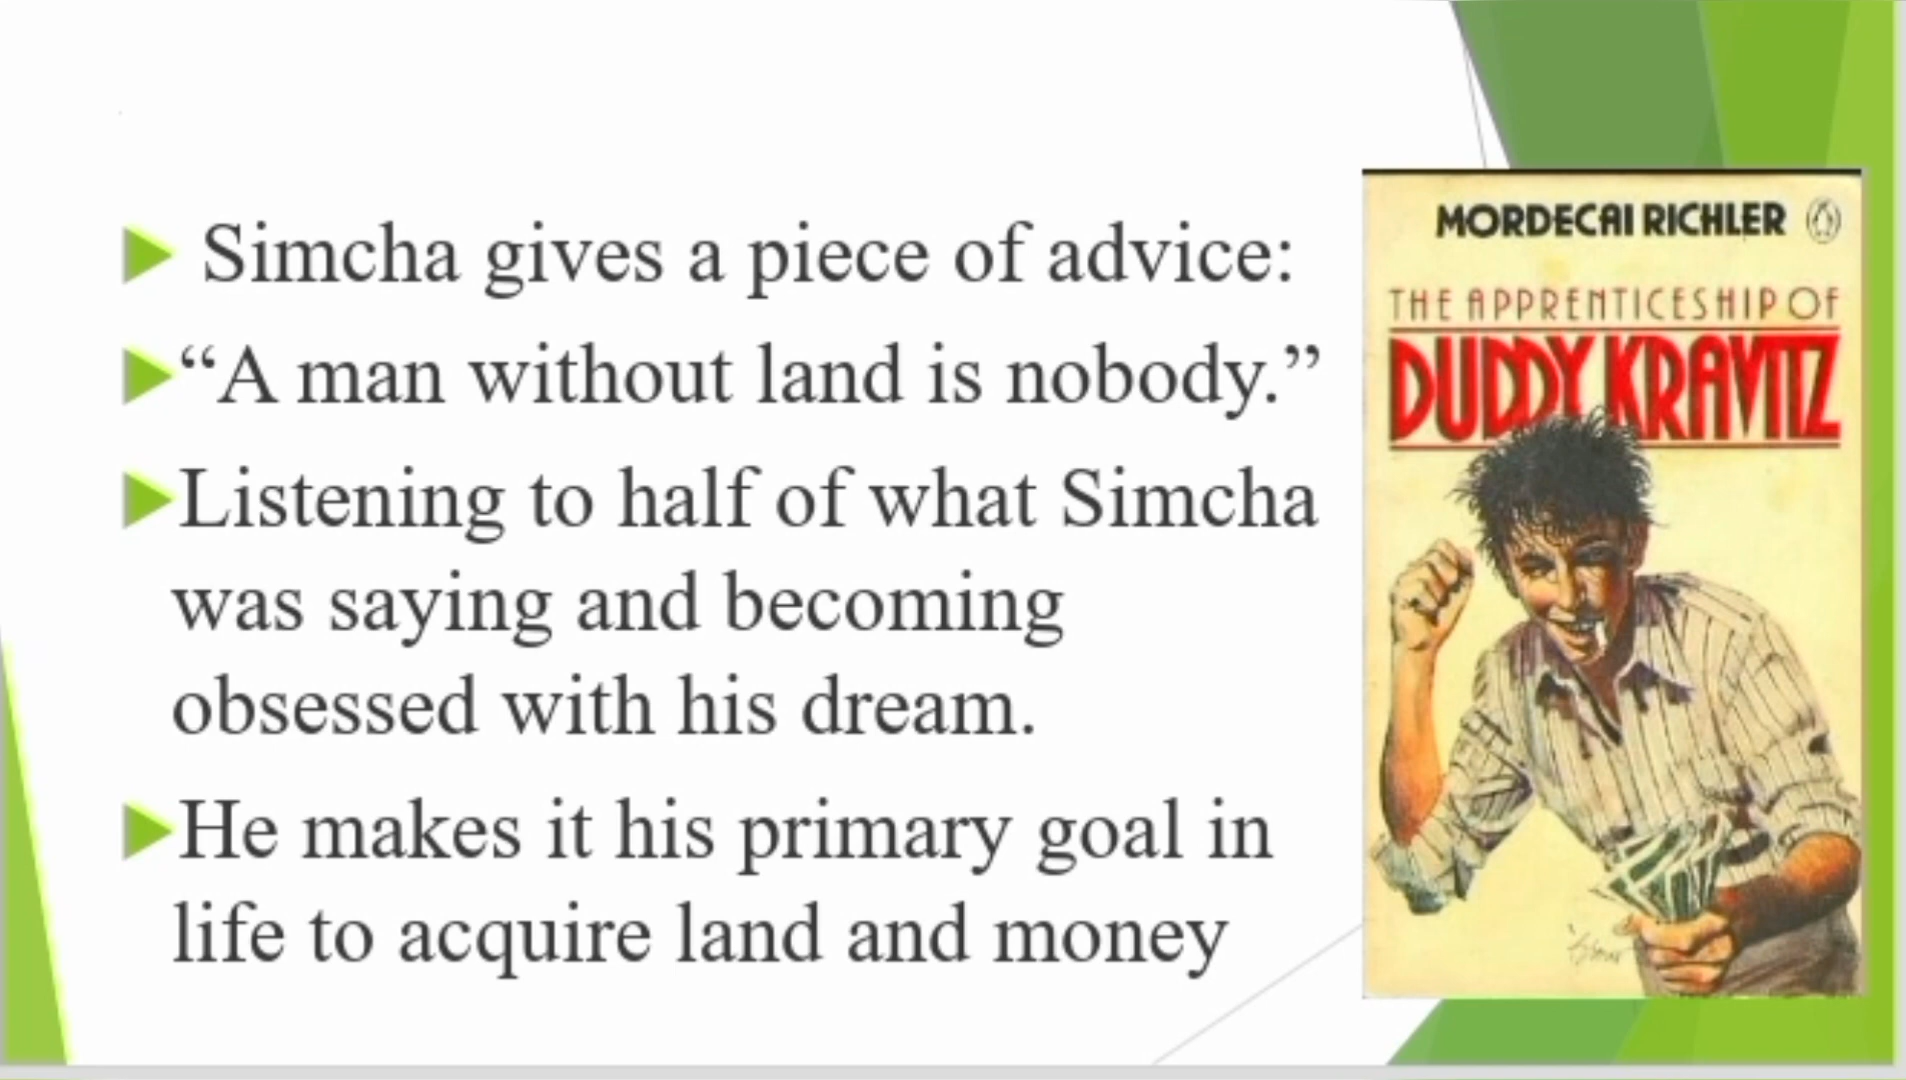 Simcha gives a piece of advice:
“A man without land is nobody.”
Listening to half of what Simcha
was saying and becoming
obsessed with his dream.
He makes it his primary goal in
life to acquire land and money
MORDECAI RICHLER
THE APPRENTICESHIP OF
DUDDY KRAVITZ